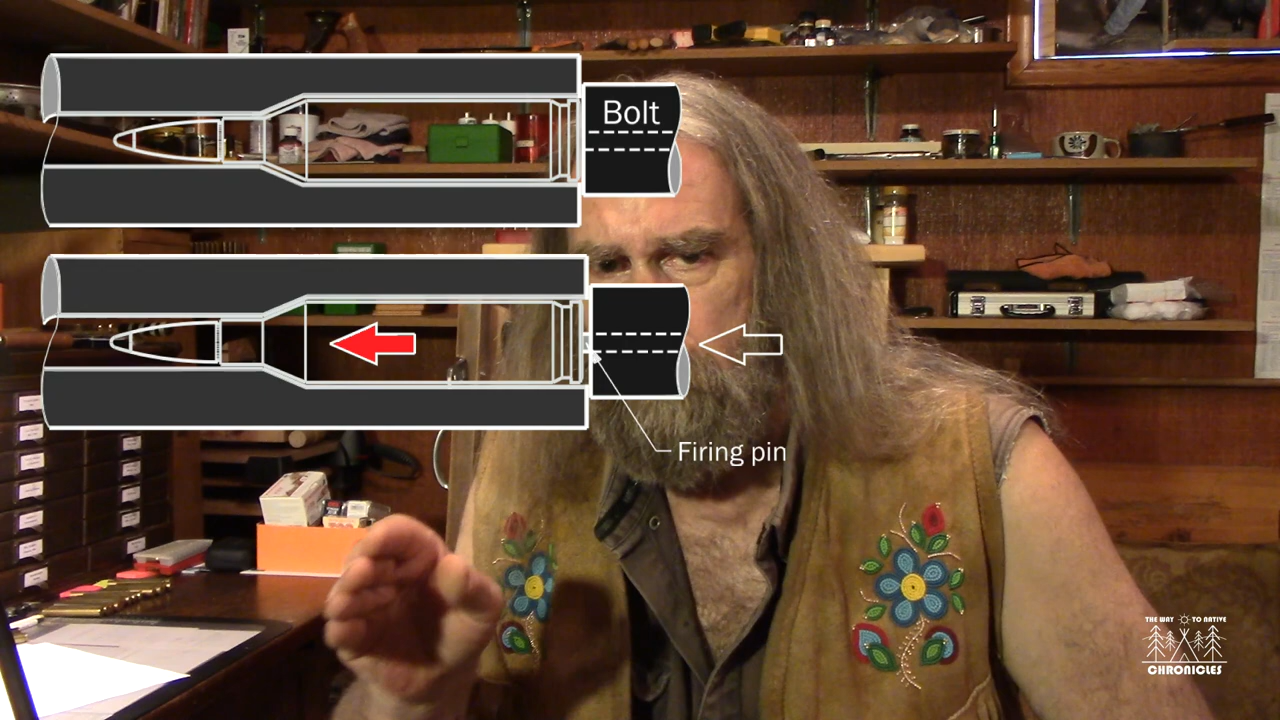 Bolt
Firing pin
THE WAY TO NATIVE
CHRONICLES